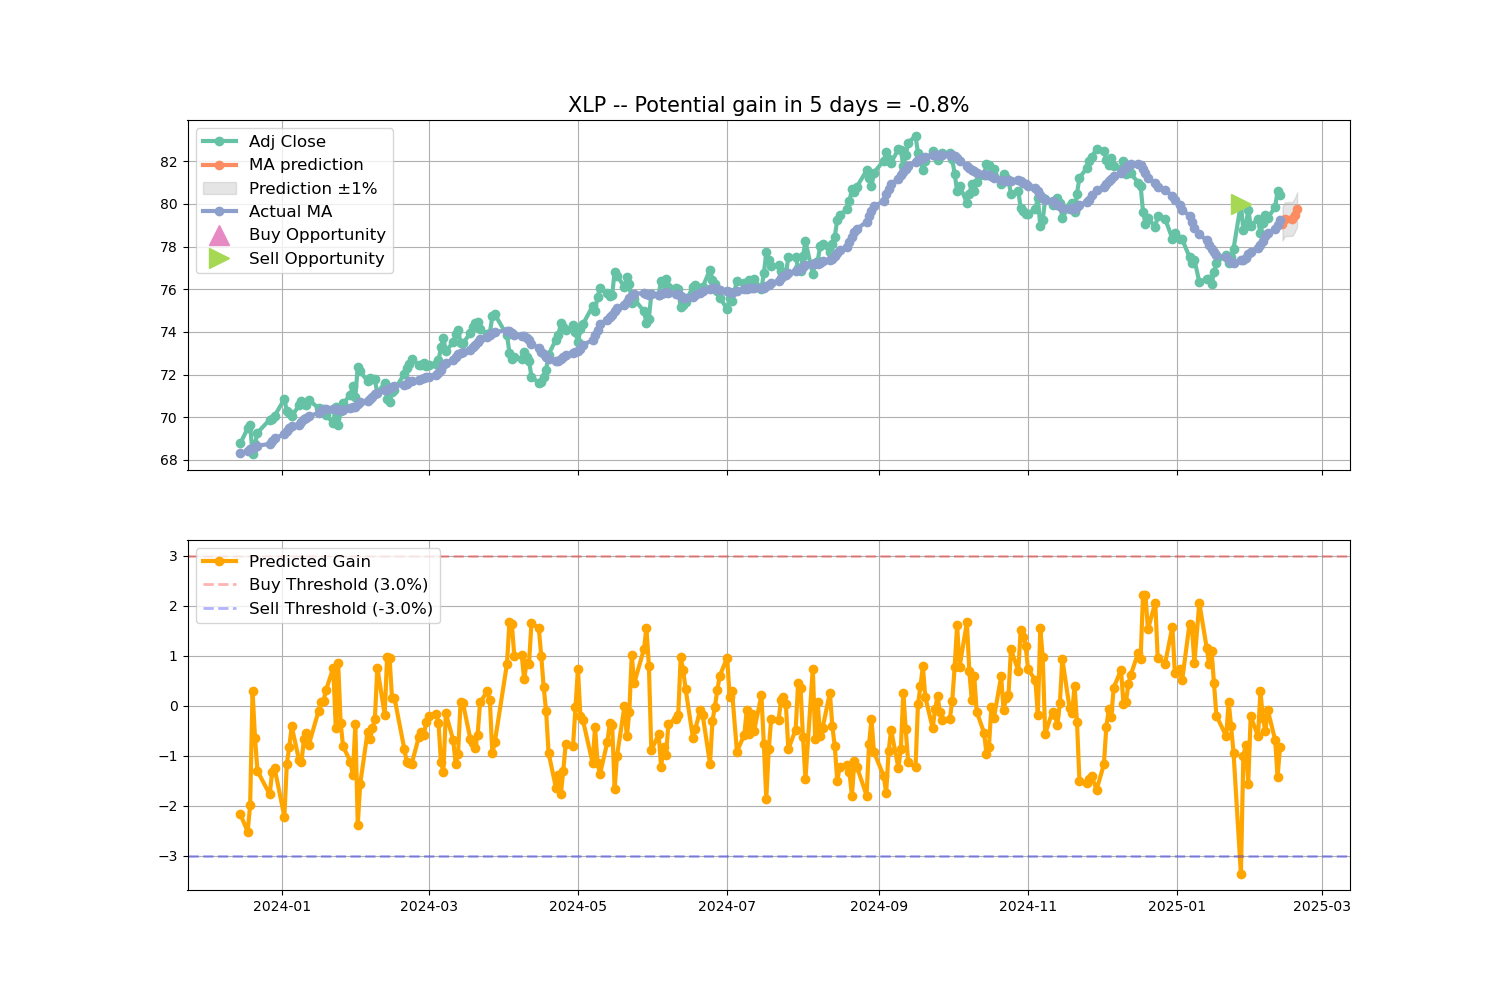 XLP -- Potential gain in 5 days = -0.8%
Adj Close
MA prediction
Prediction ±1%
Actual MA
Buy Opportunity
Sell Opportunity
82
80
78
76
74
72
70
68
Predicted Gain
Buy Threshold (3.0%)
Sell Threshold (-3.0%)
3
2
1
0
−1
−2
−3
2024-01
2024-03
2024-05
2024-07
2024-09
2024-11
2025-01
2025-03